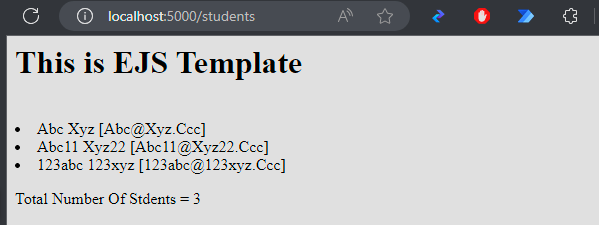 localhost:5000/students
This is EJS Template
Abc Xyz [Abc@Xyz.Ccc]
Abc11 Xyz22 [Abc11@Xyz22.Ccc]
123abc 123xyz [123abc@123xyz.Ccc]
Total Number Of Stdents = 3